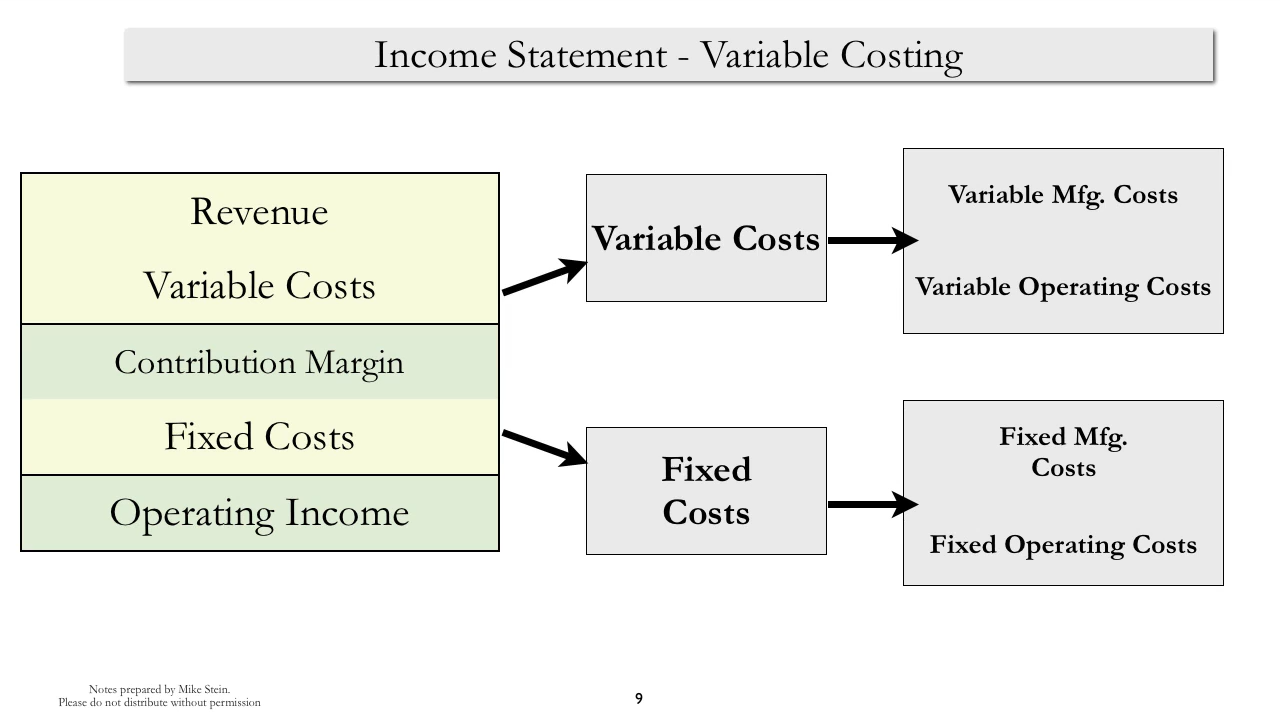 Income Statement - Variable Costing
Revenue
Variable Costs
Contribution Margin
Fixed Costs
Operating Income
Variable Costs
Fixed
Costs
Variable Mfg. Costs
Variable Operating Costs
Fixed Mfg.
Costs
Fixed Operating Costs
Notes prepared by Mike Stein.
Please do not distribute without permission
9